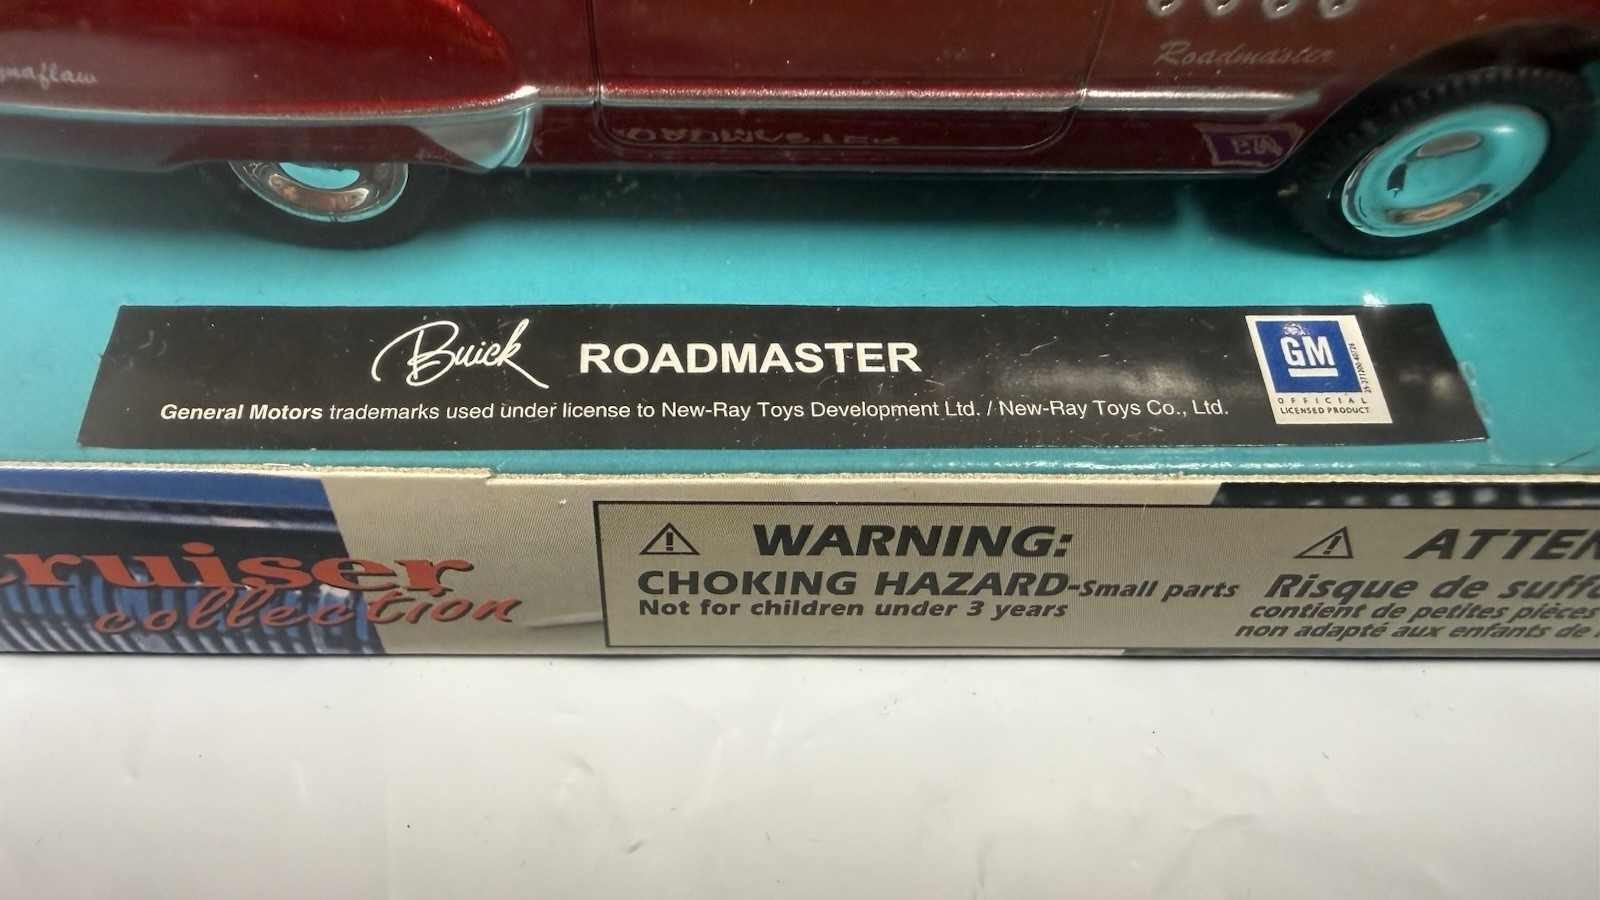 Roadmaster
Buick ROADMASTER
General Motors trademarks used under license to New-Ray Toys Development Ltd. / New-Ray Toys Co., Ltd.
GM
OFFICIAL
LICENSED PRODUCT
ruiser
collection
WARNING:
CHOKING HAZARD-Small parts
Not for children under 3 years
ATTEN
Risque de suffo
contient de petites pièces
non adapté aux enfants de